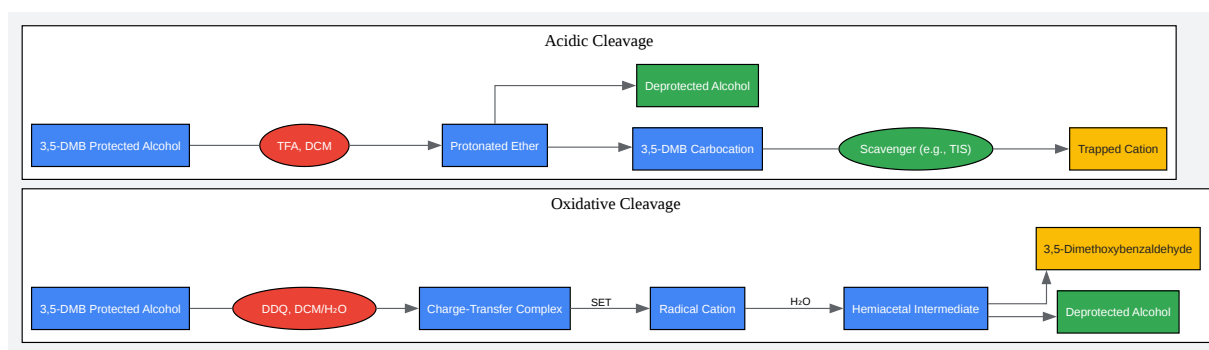 Acidic Cleavage
Deprotected Alcohol
3,5-DMB Protected Alcohol
TFA, DCM
Protonated Ether
3,5-DMB Carbocation
Scavenger (e.g., TIS)
Trapped Cation
Oxidative Cleavage
3,5-Dimethoxybenzaldehyde
3,5-DMB Protected Alcohol
DDQ, DCM/H₂O
Charge-Transfer Complex
SET
Radical Cation
H₂O
Hemiacetal Intermediate
Deprotected Alcohol